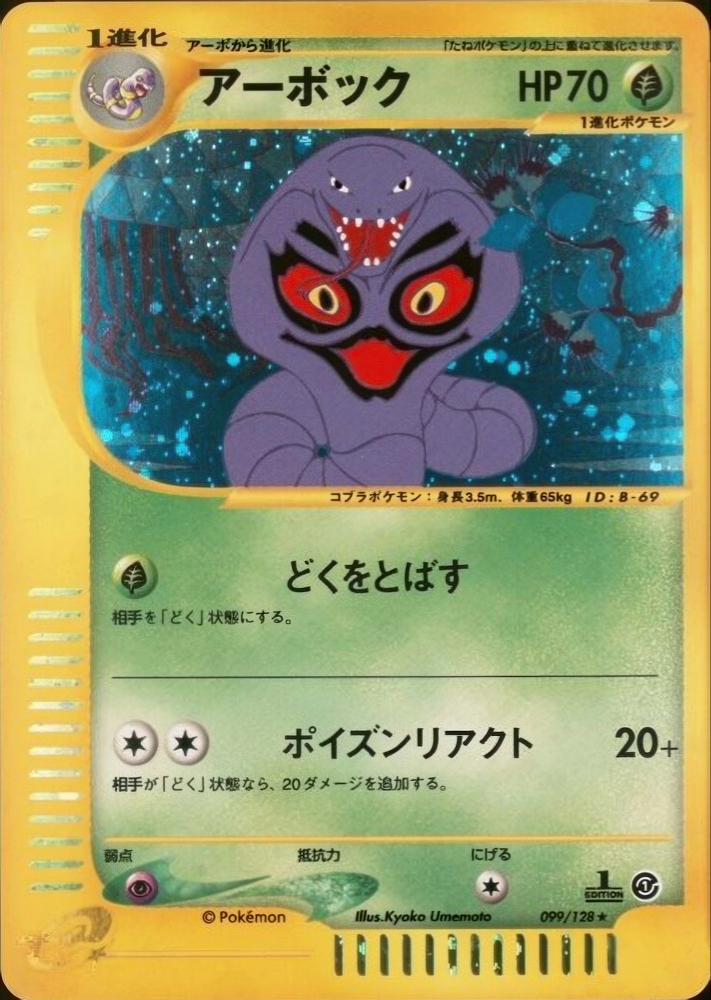 1進化
アーボから進化
「たねポケモン」の上に重ねて進化させます。
アーボック
HP70
1進化ポケモン
コブラポケモン：身長3.5m、体重65kg ID：B-69
どくをとばす
相手を「どく」状態にする。
ポイズンリアクト
20+
相手が「どく」状態なら、20ダメージを追加する。
弱点
抵抗力
にげる
1
EDITION
© Pokémon
Illus.Kyoko Umemoto
099/128★